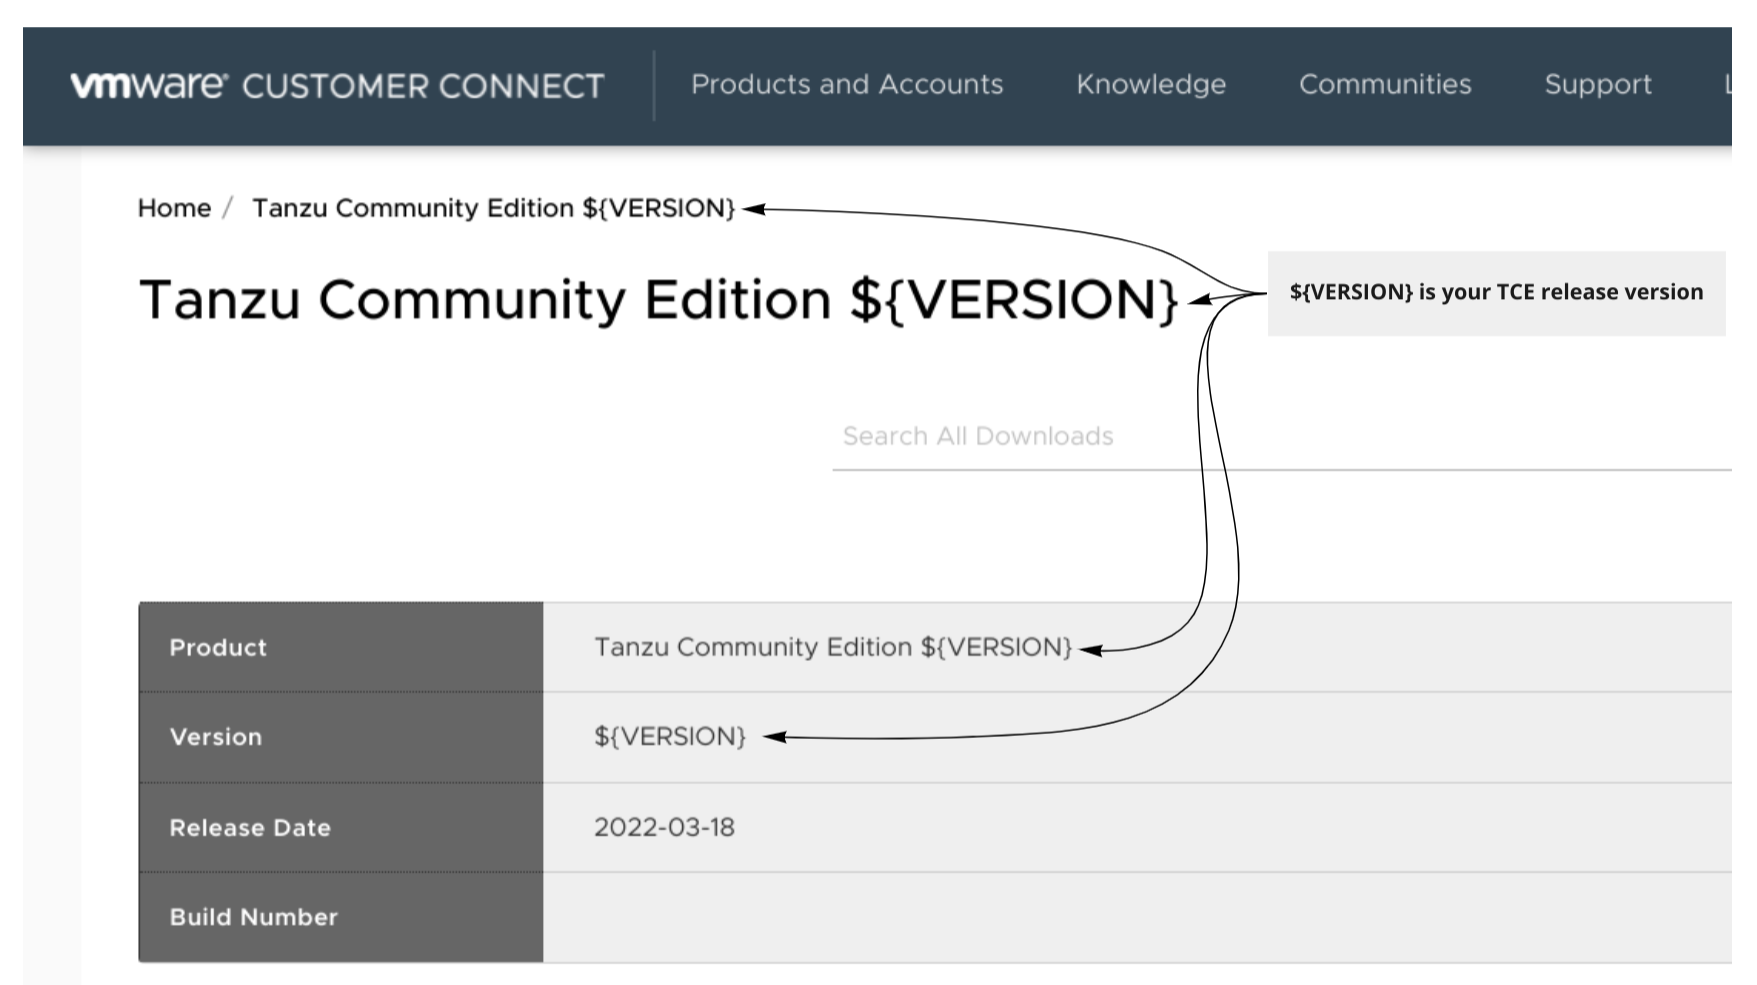 vmware® CUSTOMER CONNECT Products and Accounts Knowledge Communities Support
Home / Tanzu Community Edition ${VERSION}
Tanzu Community Edition ${VERSION}
${VERSION} is your TCE release version
Search All Downloads
Product Tanzu Community Edition ${VERSION}
Version ${VERSION}
Release Date 2022-03-18
Build Number